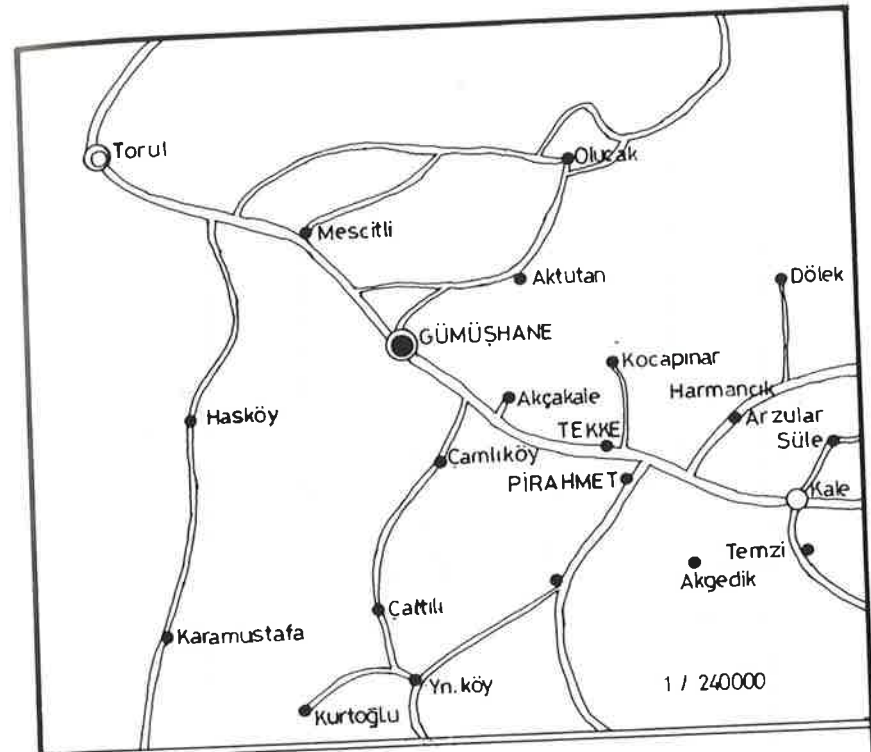 Torul
Olucak
Mescitli
Aktutan
Dölek
GÜMÜŞHANE
Kocapınar
Harmancık
Akçakale
Arzular
Hasköy
TEKKE
Süle
Çamlıköy
PİRAHMET
Kale
Temzi
Akgedik
Çattılı
Karamustafa
Yn.köy
1 / 240000
Kurtoğlu